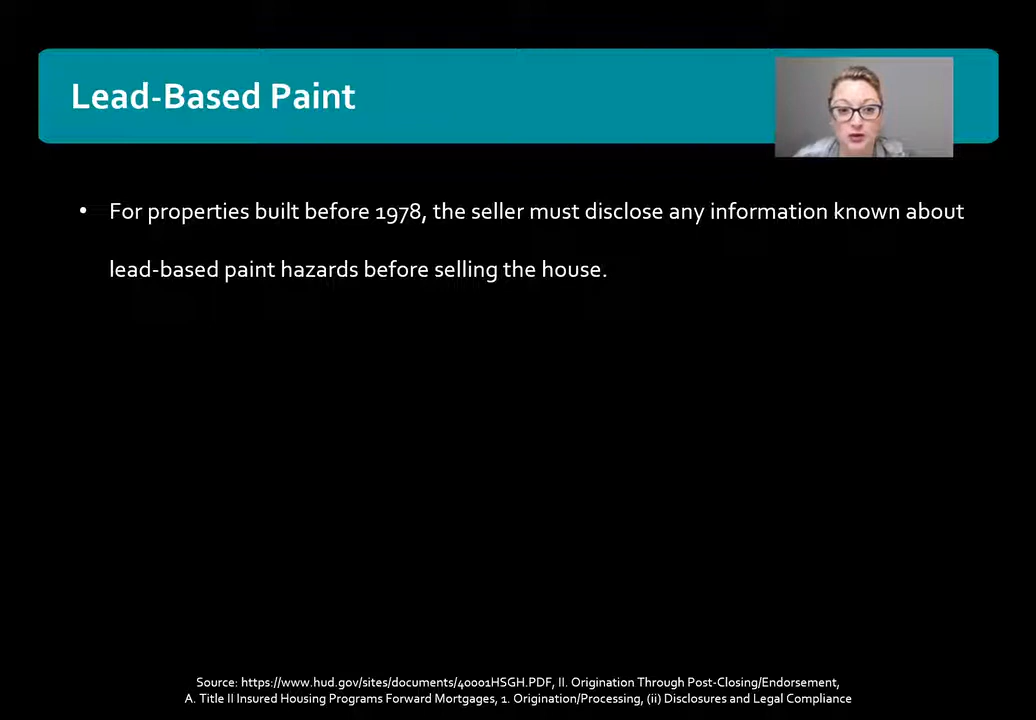 Lead-Based Paint
• For properties built before 1978, the seller must disclose any information known about
lead-based paint hazards before selling the house.
Source: https://www.hud.gov/sites/documents/40001HSGH.PDF, II. Origination Through Post-Closing/Endorsement,
A. Title II Insured Housing Programs Forward Mortgages, 1. Origination/Processing, (ii) Disclosures and Legal Compliance